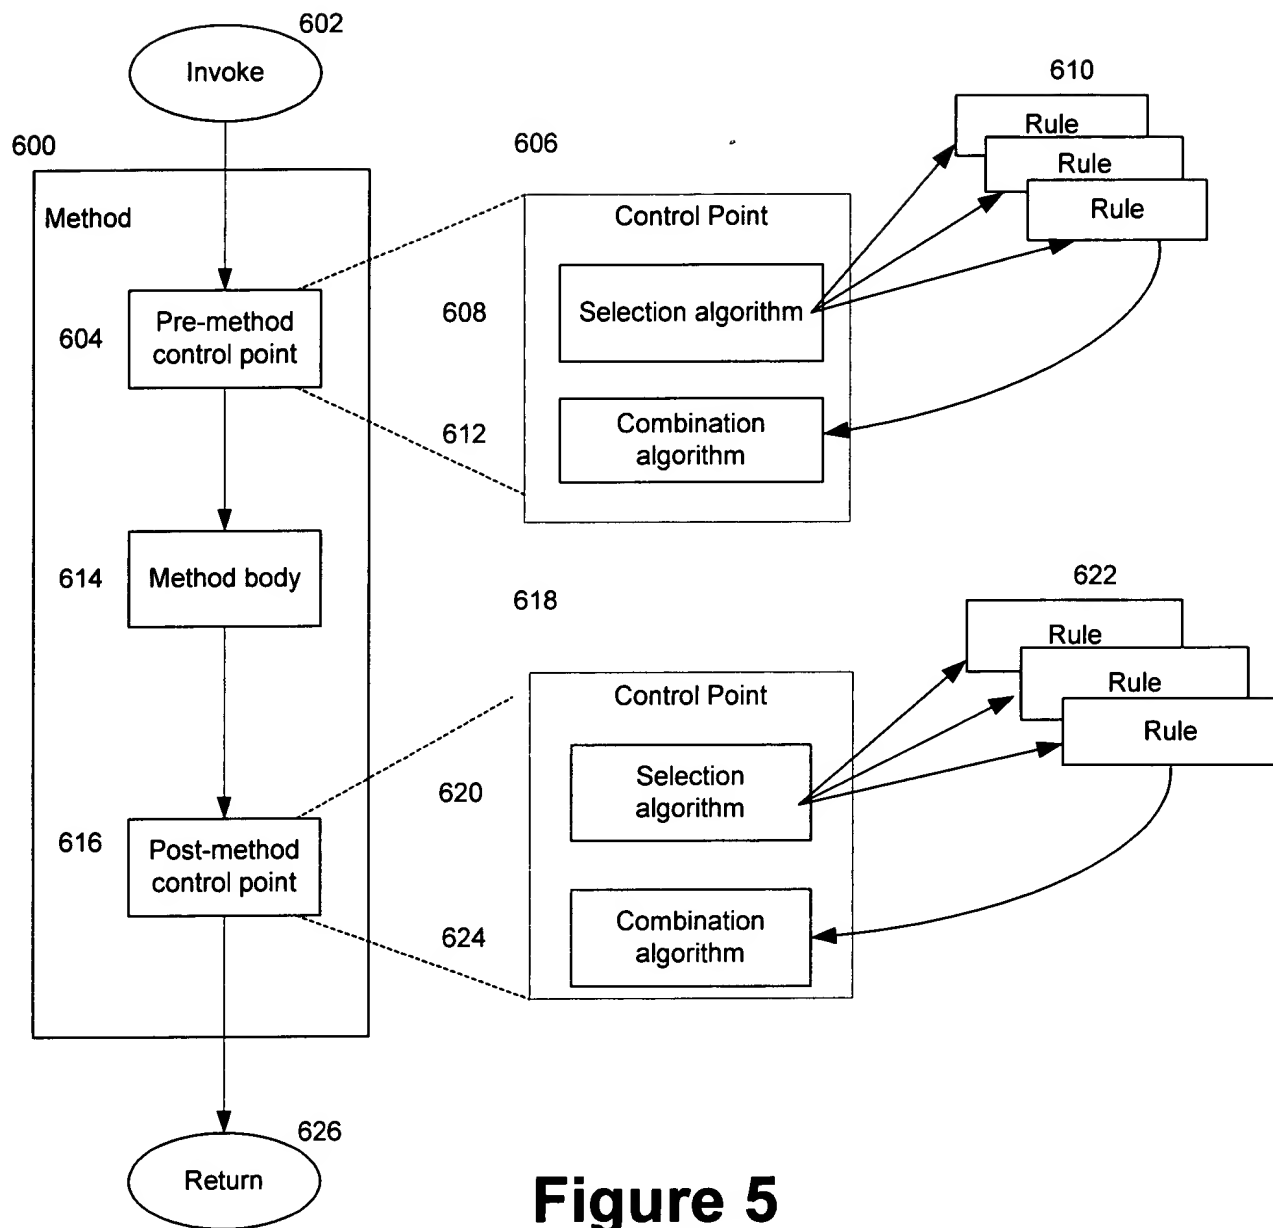 602
Invoke
600
Method
604
Pre-method
control point
614
Method body
616
Post-method
control point
626
Return
606
Control Point
608
Selection algorithm
612
Combination
algorithm
610
Rule
Rule
Rule
618
Control Point
620
Selection
algorithm
624
Combination
algorithm
622
Rule
Rule
Rule
Figure 5